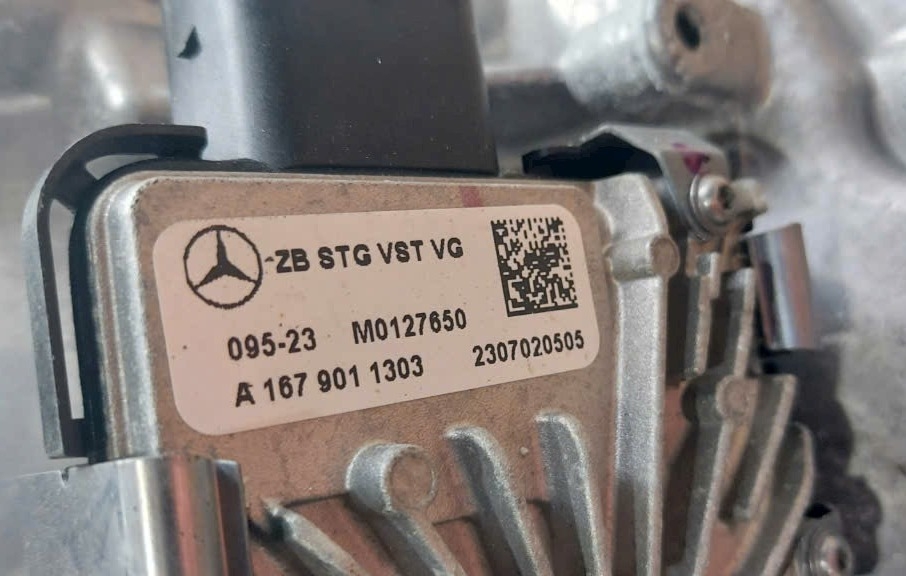 ZB STG VST VG
095-23 M0127650
A 167 901 1303 2307020505